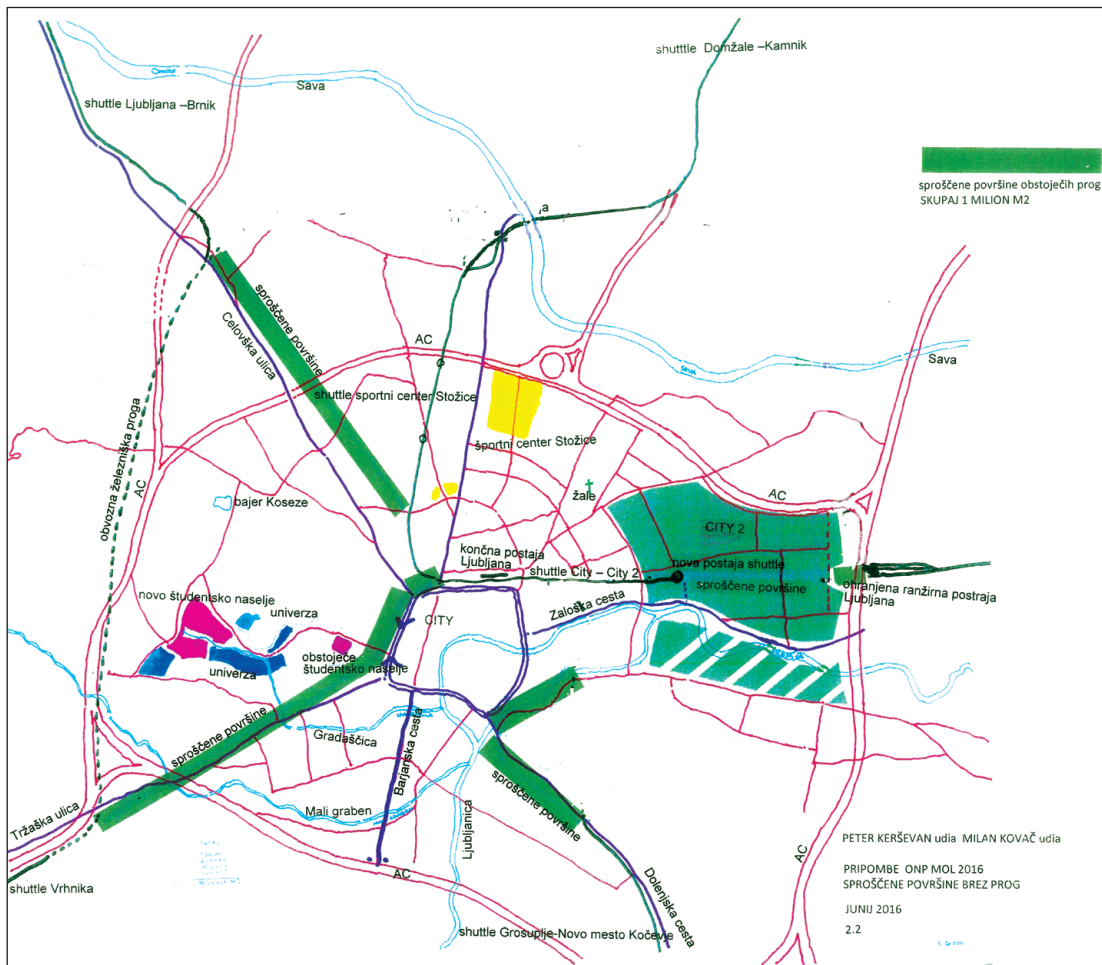 shutttle Domžale –Kamnik
Sava
shuttle Ljubljana –Brnik
sproščene površine obstoječih prog
SKUPAJ 1 MILION M2
a
sproščene površine
Celovška ulica
AC
Sava
shuttle sportni center Stožice
športni center Stožice
obvozna železniška proga
AC
bajer Koseze
žale
AC
CITY 2
končna postaja
Ljubljana
shuttle City – City 2
nova postaja shuttle
sproščene površine
ohranjena ranžirna postraja
Ljubljana
Zaloška cesta
novo študentsko naselje
univerza
CITY
obstoječe
študentsko naselje
univerza
sproščene površine
Gradaščica
Barjanska cesta
sproščene površine
Mali graben
Ljubljanica
Tržaška ulica
AC
AC
shuttle Vrhnika
Dolenjska cesta
shuttle Grosuplje-Novo mesto Kočevje
PETER KERŠEVAN udia MILAN KOVAČ udia
PRIPOMBE ONP MOL 2016
SPROŠČENE POVRŠINE BREZ PROG
JUNIJ 2016
2.2